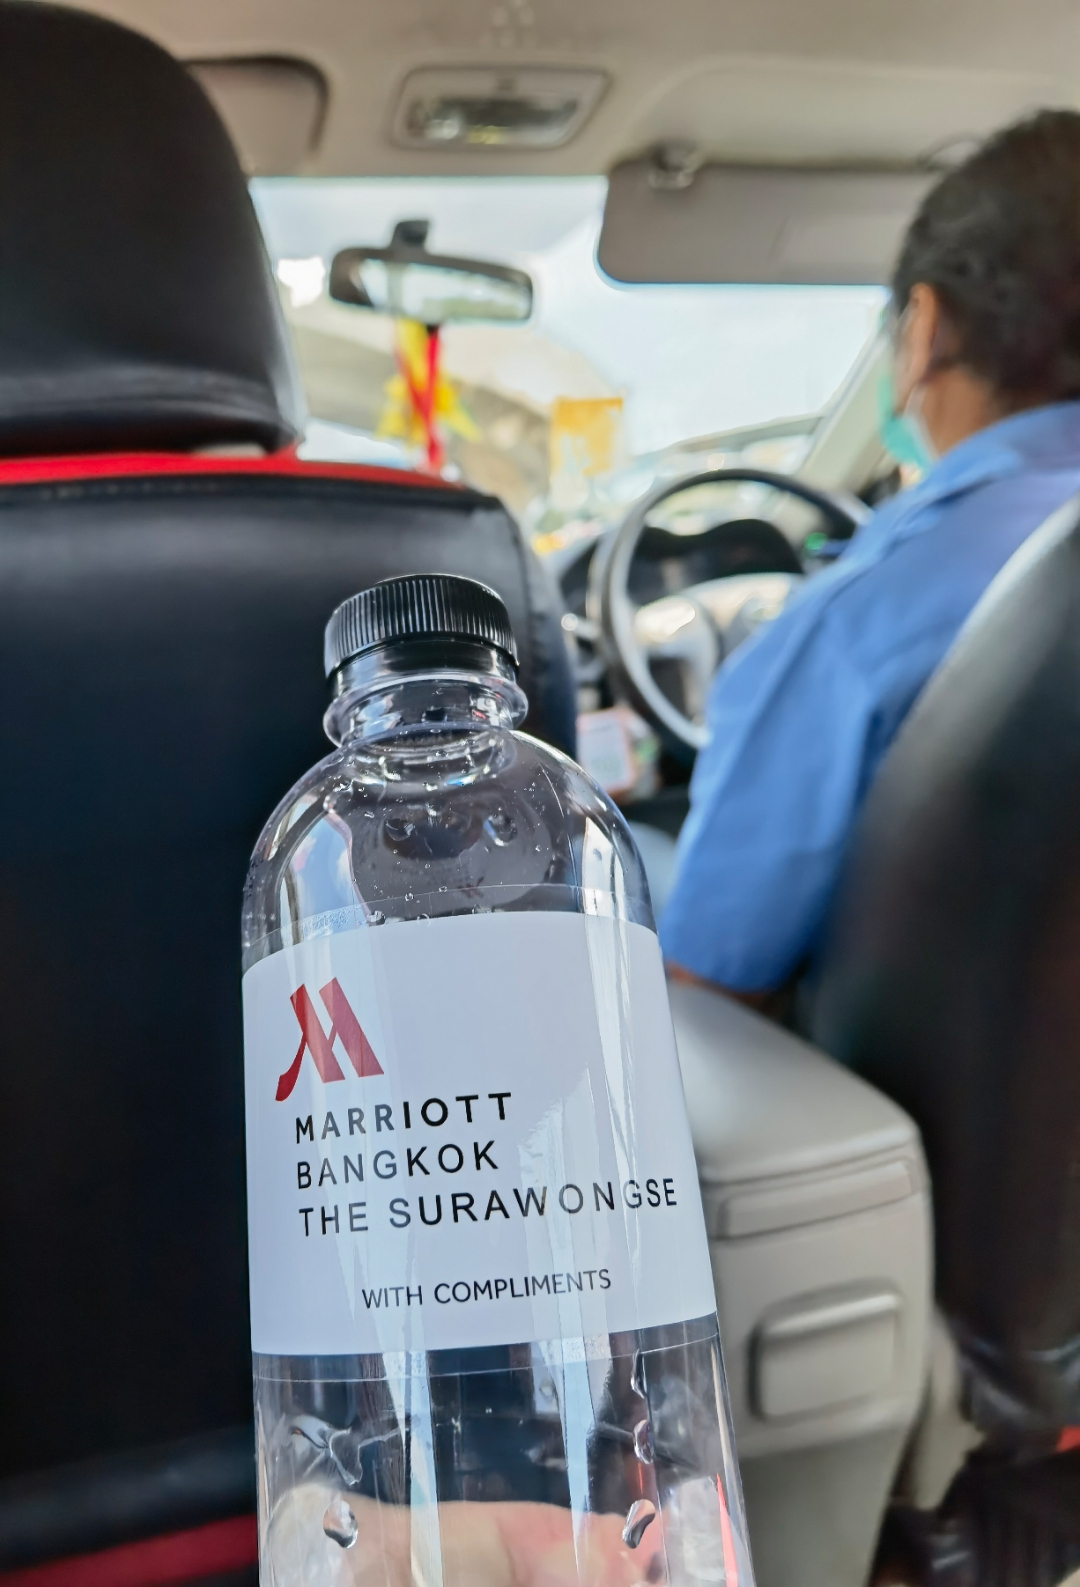 MARRIOTT
BANGKOK
THE SURAWONGSE
WITH COMPLIMENTS